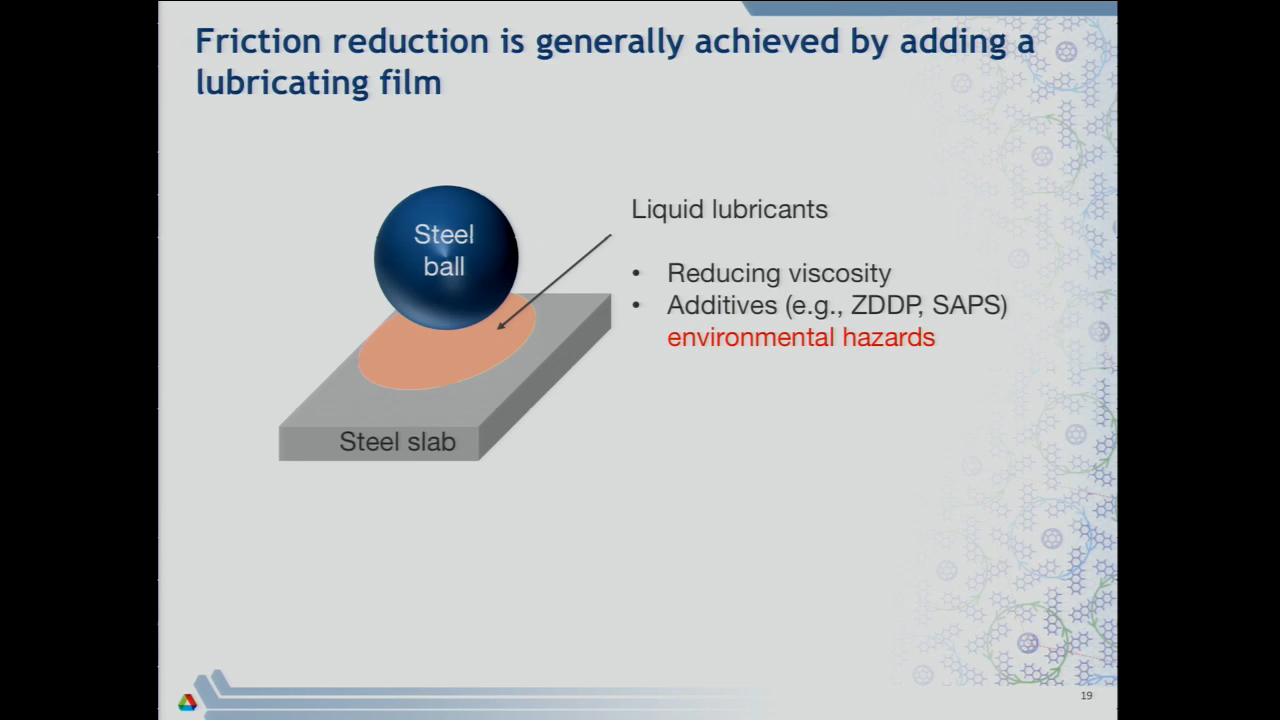 Friction reduction is generally achieved by adding a
lubricating film
Steel
ball
Steel slab
Liquid lubricants
• Reducing viscosity
• Additives (e.g., ZDDP, SAPS)
environmental hazards
19